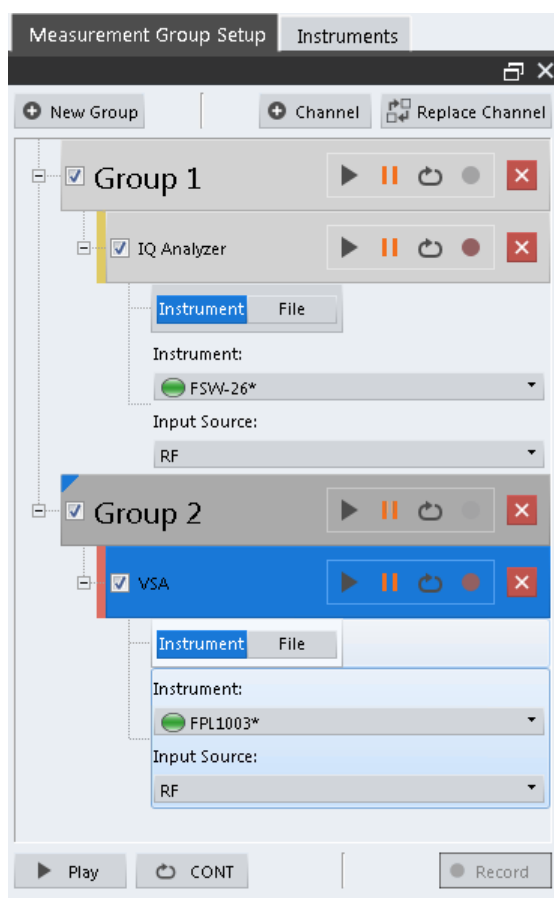 Measurement Group Setup Instruments
New Group Channel Replace Channel
Group 1
IQ Analyzer
Instrument File
Instrument:
FSW-26*
Input Source:
RF
Group 2
VSA
Instrument File
Instrument:
FPL1003*
Input Source:
RF
Play CONT Record